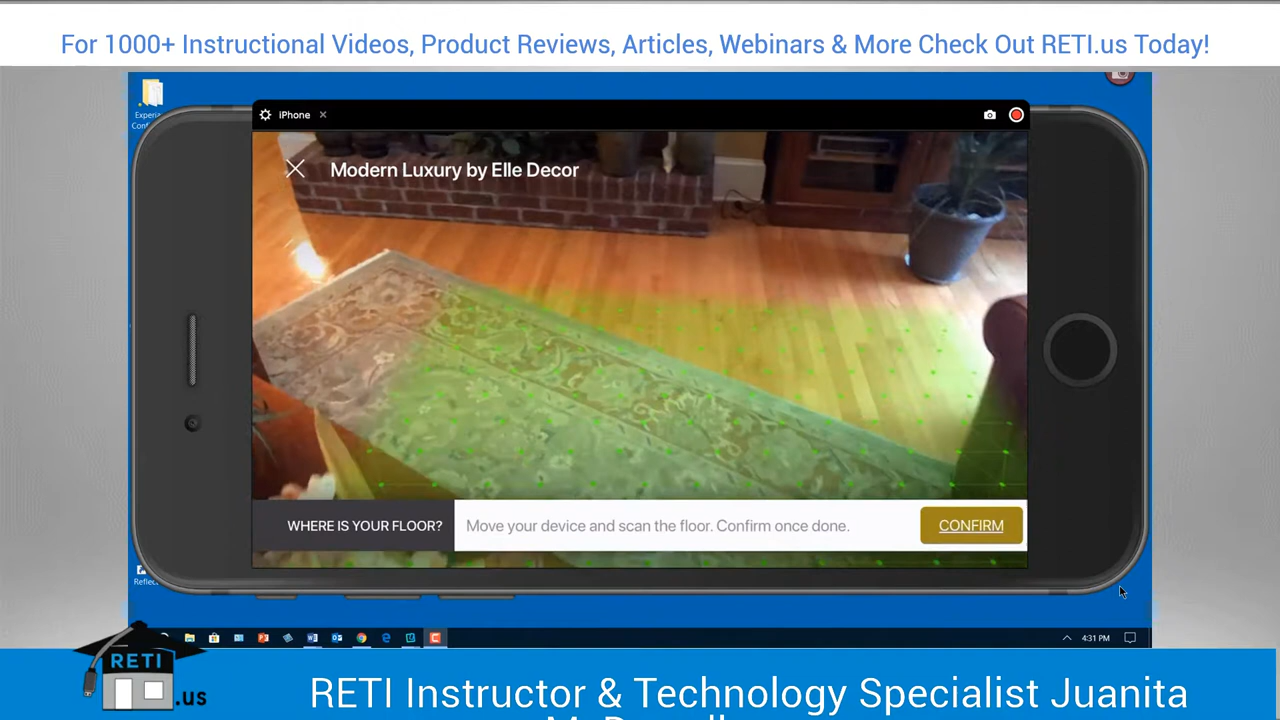 For 1000+ Instructional Videos, Product Reviews, Articles, Webinars & More Check Out RETI.us Today!
iPhone
Modern Luxury by Elle Decor
WHERE IS YOUR FLOOR?
Move your device and scan the floor. Confirm once done.
CONFIRM
4:31 PM
RETI
.us
RETI Instructor & Technology Specialist Juanita